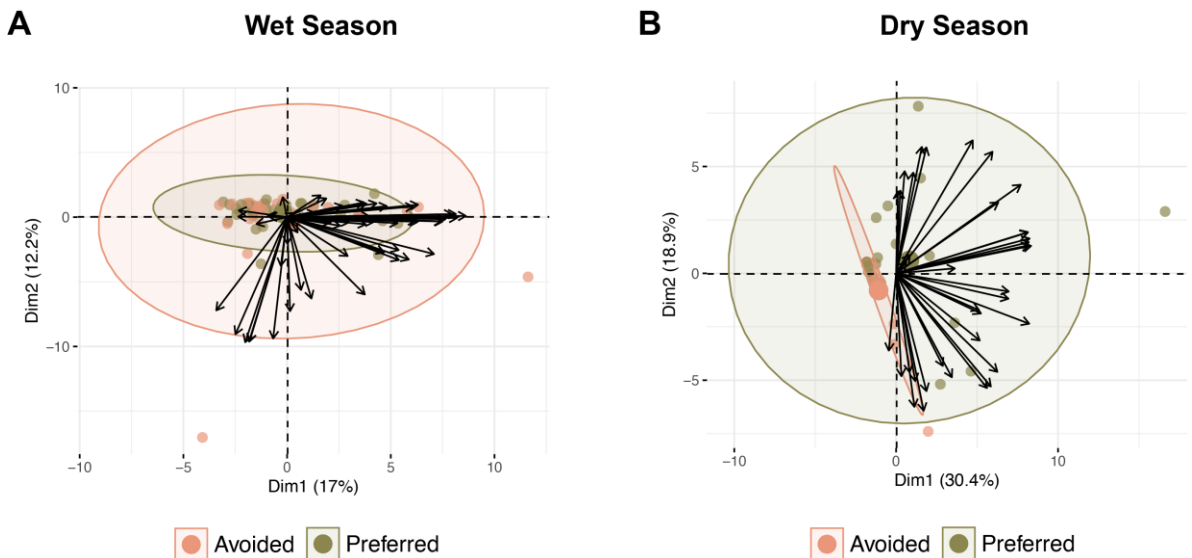 A Wet Season
10
0
−10
Dim2 (12.2%)
−10 −5 0 5 10
Dim1 (17%)
Avoided Preferred
B Dry Season
5
0
−5
Dim2 (18.9%)
−10 0 10
Dim1 (30.4%)
Avoided Preferred